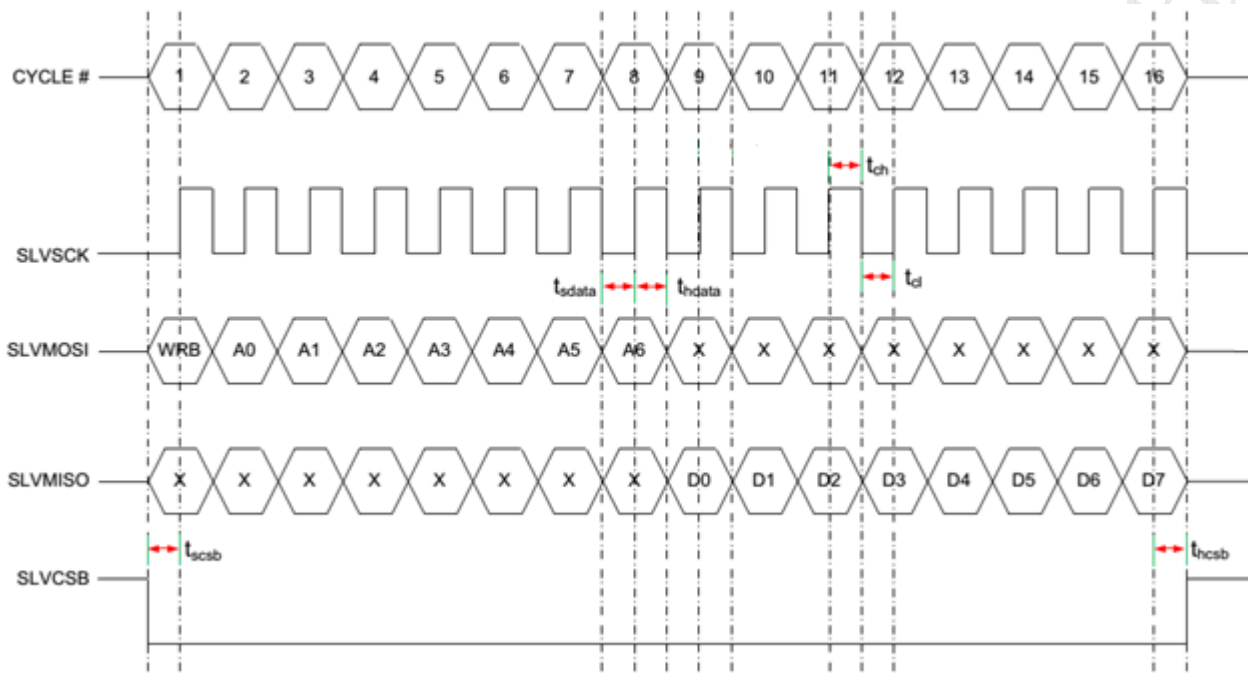 CYCLE # 1 2 3 4 5 6 7 8 9 10 11 12 13 14 15 16
tch
SLVSCK
tsdata thdata tcl
SLVMOSI WRB A0 A1 A2 A3 A4 A5 A6 X X X X X X X X
SLVMISO X X X X X X X X D0 D1 D2 D3 D4 D5 D6 D7
tscsb thcsb
SLVCSB